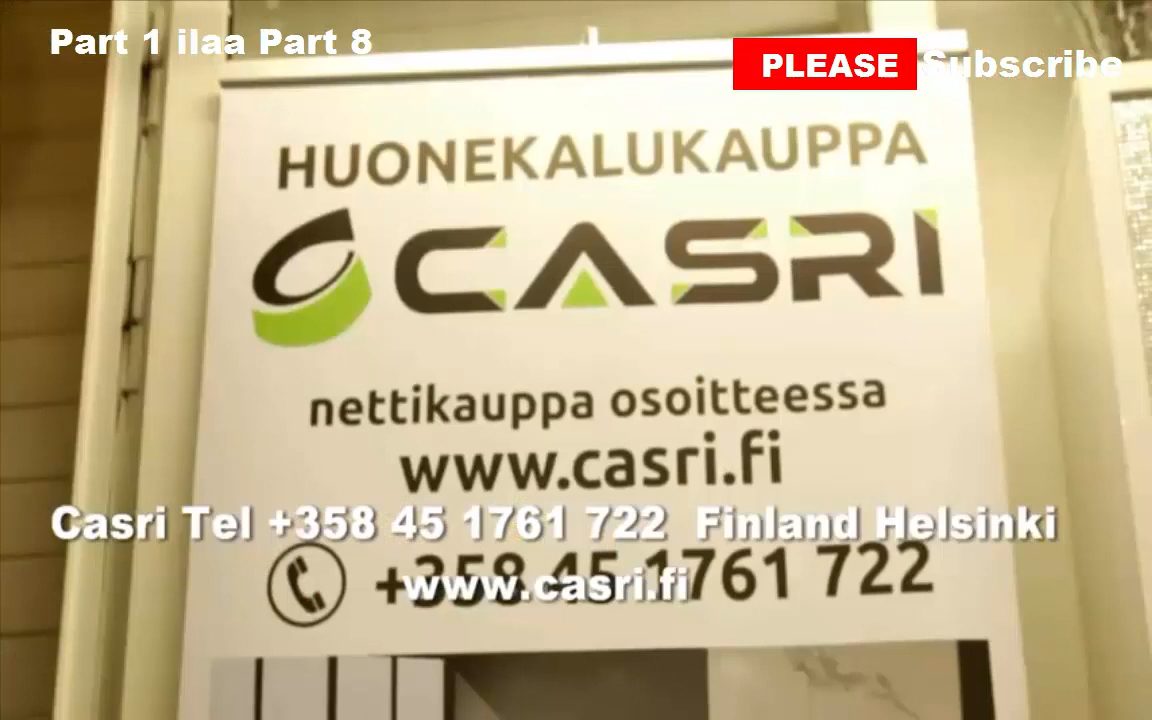 Part 1 ilaa Part 8
PLEASE Subscribe
HUONEKALUKAUPPA
CASRI
nettikauppa osoitteessa
www.casri.fi
Casri Tel +358 45 1761 722 Finland Helsinki
+358 45 1761 722
www.casri.fi